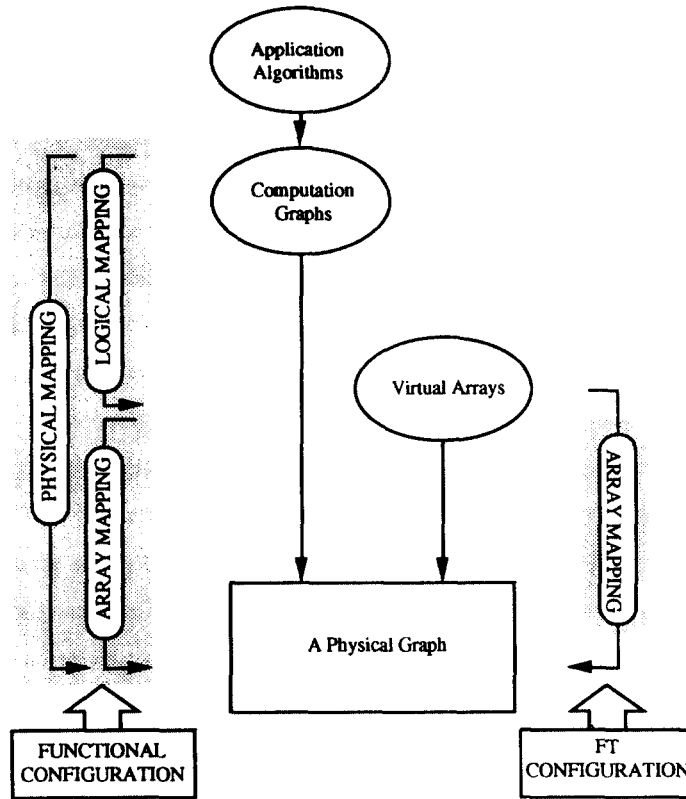 Application
Algorithms
Computation
Graphs
PHYSICAL MAPPING
LOGICAL MAPPING
Virtual Arrays
ARRAY MAPPING
ARRAY MAPPING
A Physical Graph
FUNCTIONAL
CONFIGURATION
FT
CONFIGURATION